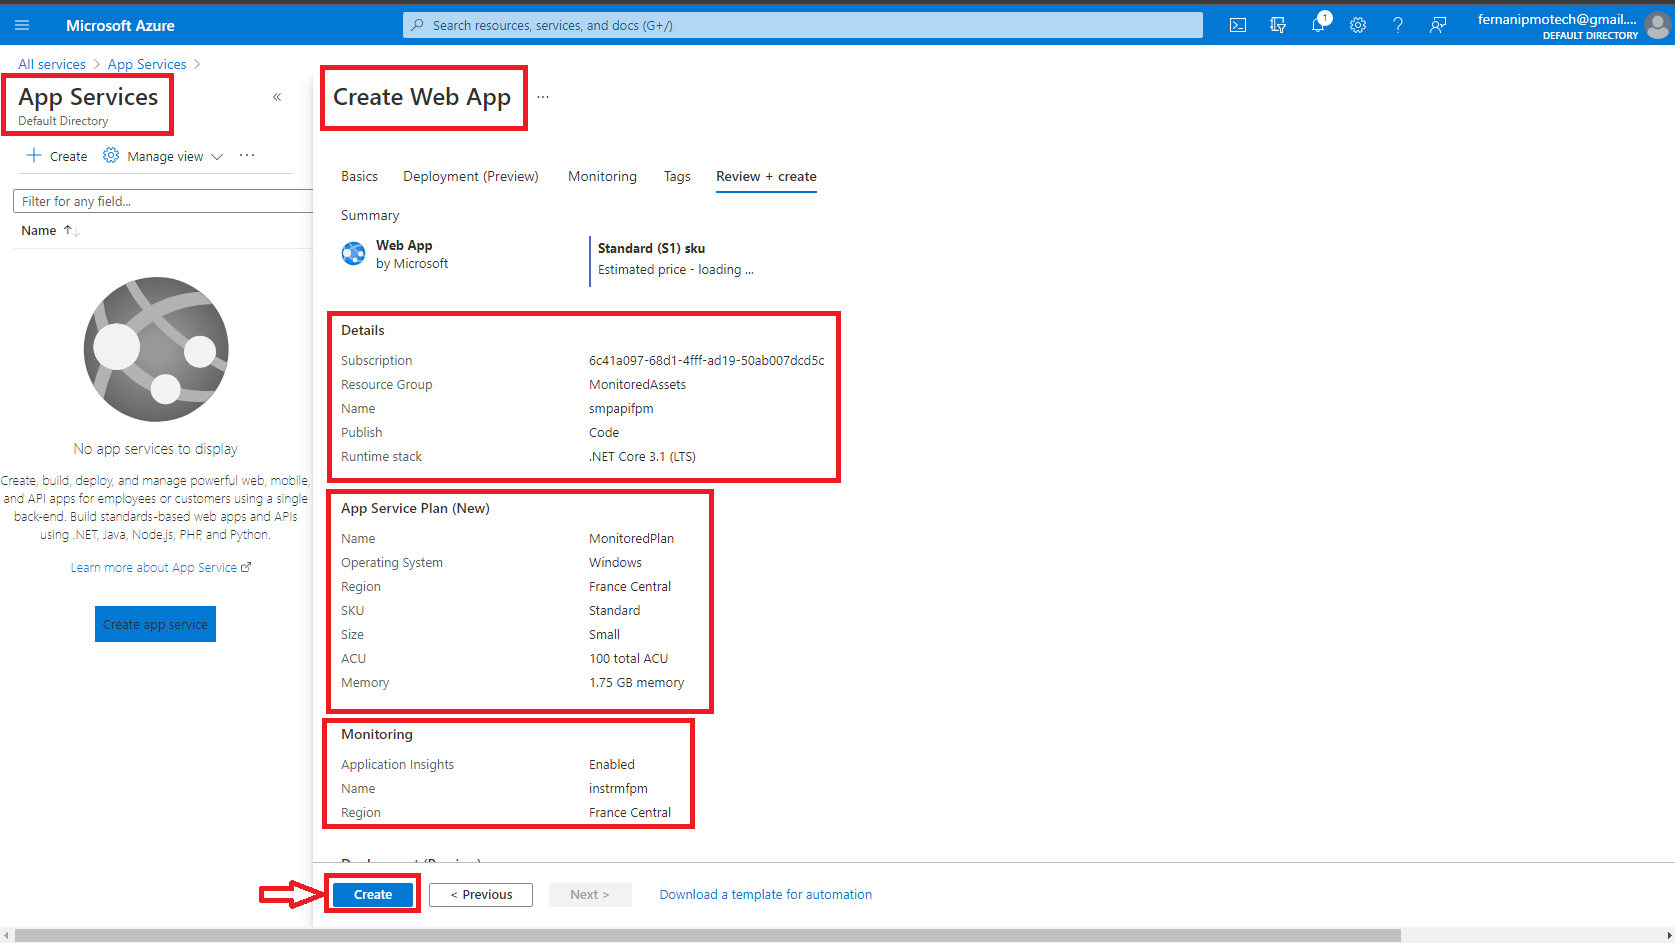 Microsoft Azure
Search resources, services, and docs (G+/)
1
fernanipmotech@gmail....
DEFAULT DIRECTORY
All services > App Services >
App Services
Default Directory
«
Create Web App
...
+ Create
Manage view
...
Filter for any field...
Name ↑↓
No app services to display
Create, build, deploy, and manage powerful web, mobile,
and API apps for employees or customers using a single
back-end. Build standards-based web apps and APIs
using .NET, Java, Node.js, PHP, and Python.
Learn more about App Service
Create app service
Basics
Deployment (Preview)
Monitoring
Tags
Review + create
Summary
Web App
by Microsoft
Standard (S1) sku
Estimated price - loading ...
Details
Subscription 6c41a097-68d1-4fff-ad19-50ab007dcd5c
Resource Group MonitoredAssets
Name smpapifpm
Publish Code
Runtime stack .NET Core 3.1 (LTS)
App Service Plan (New)
Name MonitoredPlan
Operating System Windows
Region France Central
SKU Standard
Size Small
ACU 100 total ACU
Memory 1.75 GB memory
Monitoring
Application Insights Enabled
Name instrmfpm
Region France Central
Create
< Previous
Next >
Download a template for automation